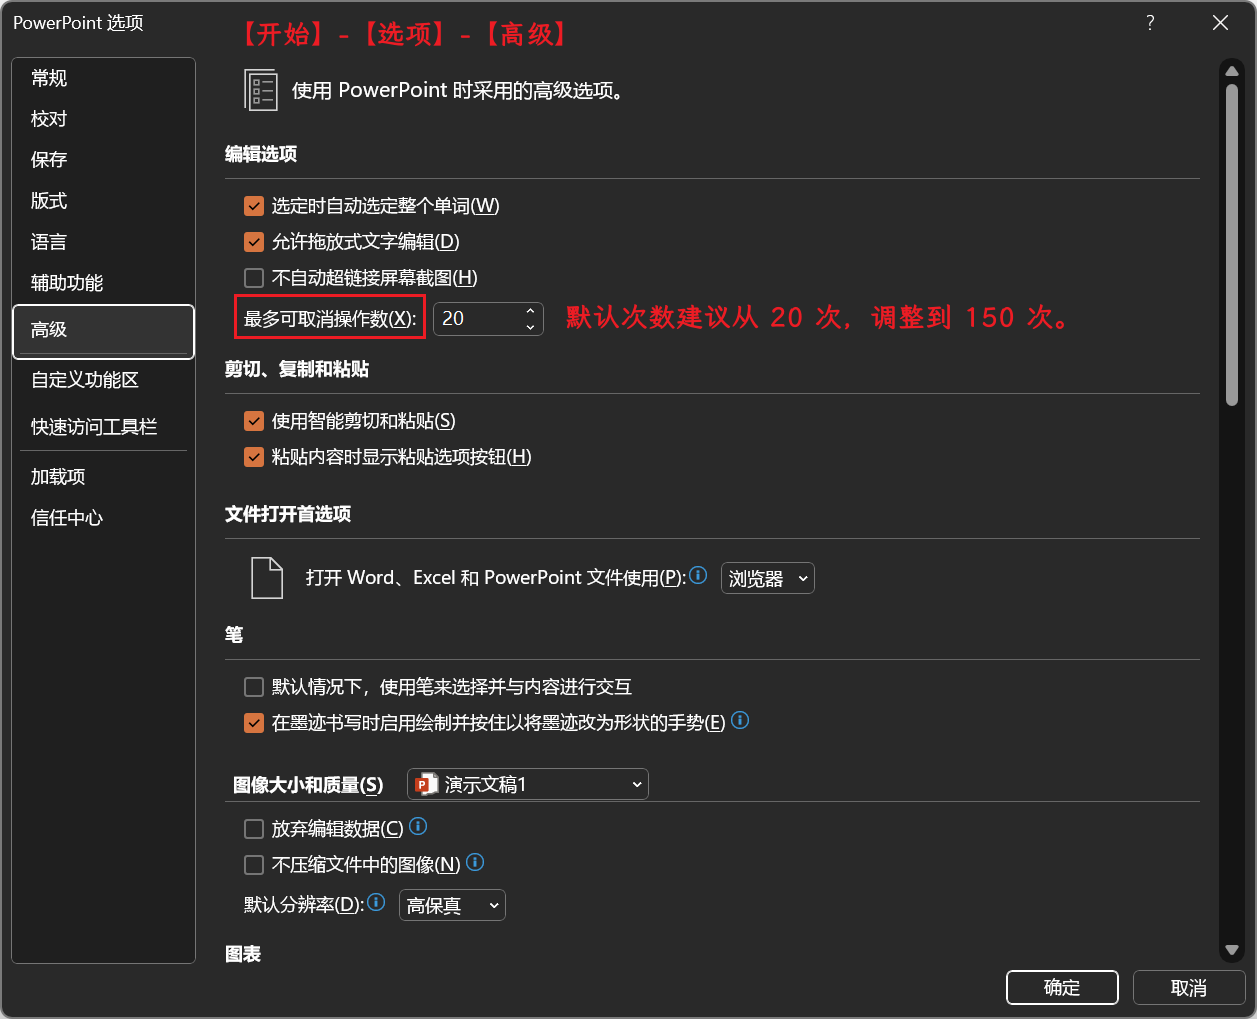 PowerPoint 选项
【开始】-【选项】-【高级】
?
常规
校对
保存
版式
语言
辅助功能
高级
自定义功能区
快速访问工具栏
加载项
信任中心
使用 PowerPoint 时采用的高级选项。
编辑选项
选定时自动选定整个单词(W)
允许拖放式文字编辑(D)
不自动超链接屏幕截图(H)
最多可取消操作数(X): 20 默认次数建议从 20 次，调整到 150 次。
剪切、复制和粘贴
使用智能剪切和粘贴(S)
粘贴内容时显示粘贴选项按钮(H)
文件打开首选项
打开 Word、Excel 和 PowerPoint 文件使用(P): 浏览器
笔
默认情况下，使用笔来选择并与内容进行交互
在墨迹书写时启用绘制并按住以将墨迹改为形状的手势(E)
图像大小和质量(S) 演示文稿1
放弃编辑数据(C)
不压缩文件中的图像(N)
默认分辨率(D): 高保真
图表
确定 取消